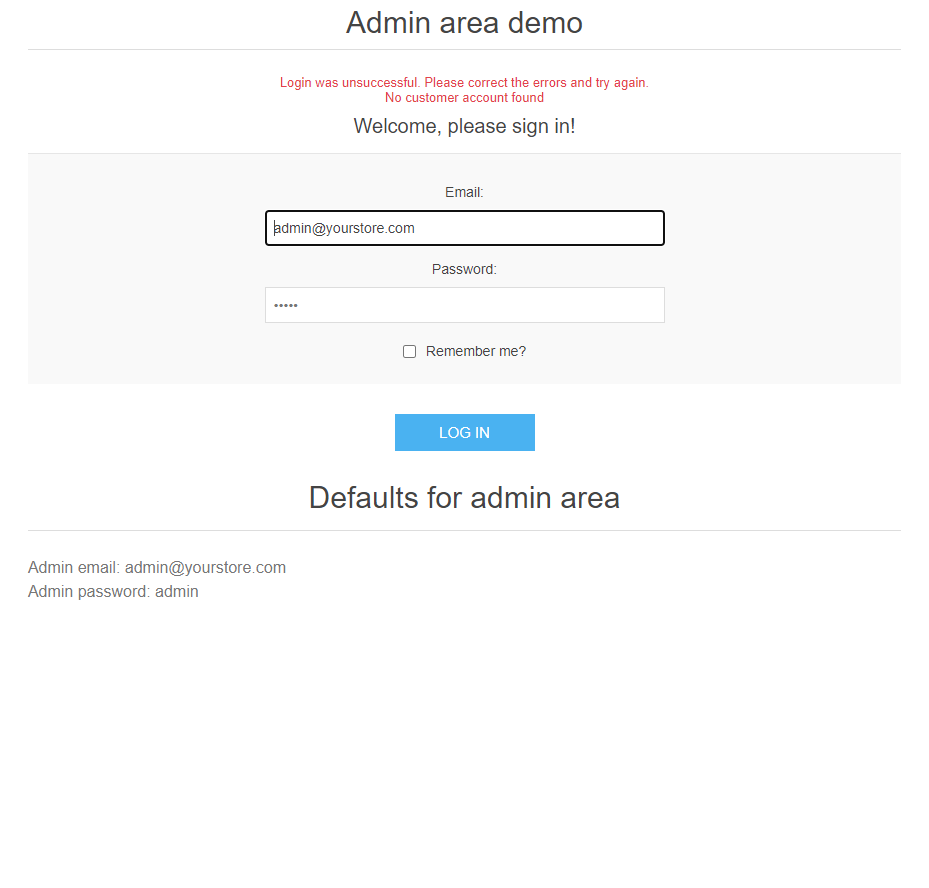 Admin area demo
Login was unsuccessful. Please correct the errors and try again.
No customer account found
Welcome, please sign in!
Email:
admin@yourstore.com
Password:
•••••
Remember me?
LOG IN
Defaults for admin area
Admin email: admin@yourstore.com
Admin password: admin